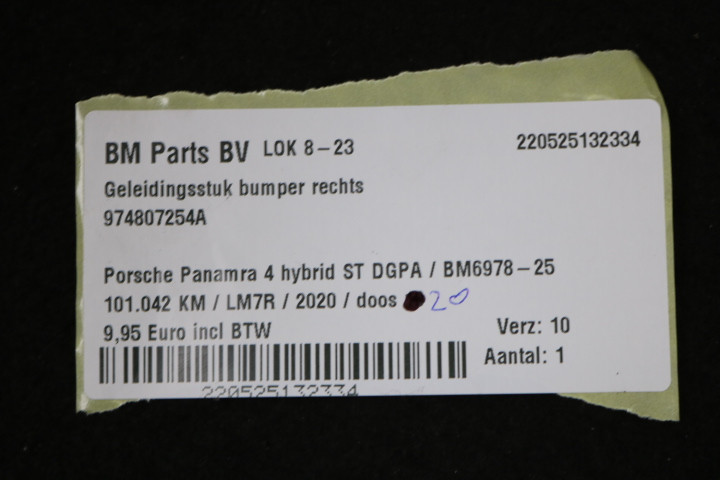 BM Parts BV LOK 8-23 220525132334
Geleidingsstuk bumper rechts
974807254A
Porsche Panamra 4 hybrid ST DGPA / BM6978-25
101.042 KM / LM7R / 2020 / doos 20
9,95 Euro incl BTW Verz: 10
Aantal: 1
220525132334